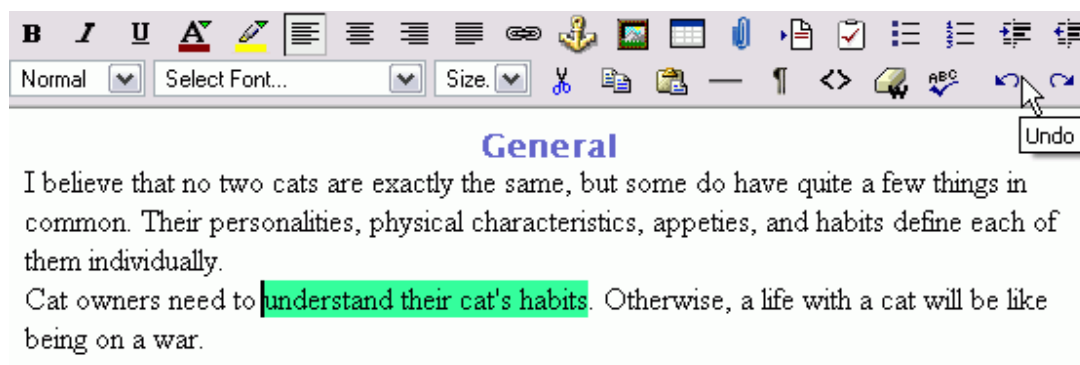 B I U A
Normal Select Font... Size.
ABC
Undo
General
I believe that no two cats are exactly the same, but some do have quite a few things in
common. Their personalities, physical characteristics, appeties, and habits define each of
them individually.
Cat owners need to understand their cat's habits. Otherwise, a life with a cat will be like
being on a war.